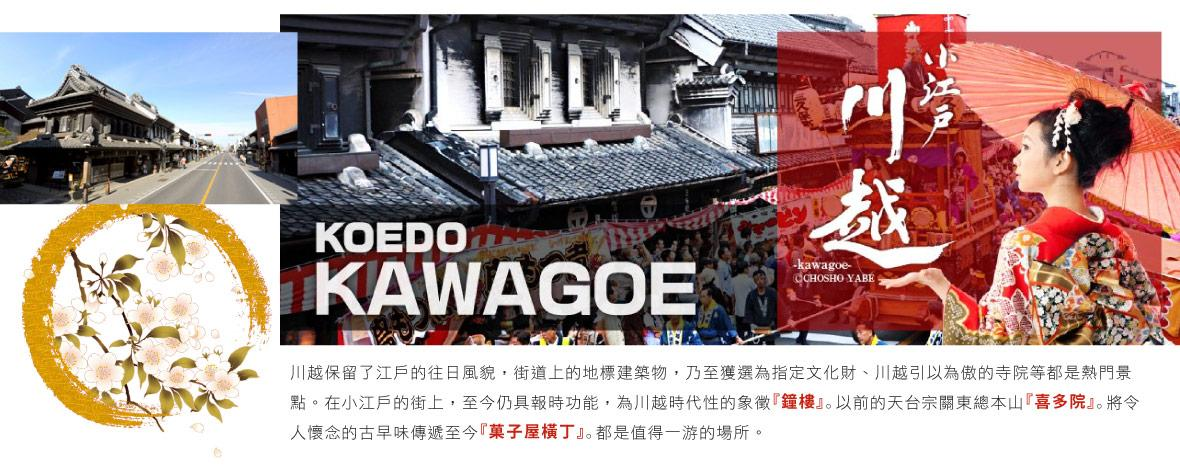 KOEDO
KAWAGOE
小江戸
川越
-kawagoe-
©CHOSHO YABE
川越保留了江戶的往日風貌，街道上的地標建築物，乃至獲選為指定文化財、川越引以為傲的寺院等都是熱門景
點。在小江戶的街上，至今仍具報時功能，為川越時代性的象徵『鐘樓』。以前的天台宗關東總本山『喜多院』。將令
人懷念的古早味傳遞至今『菓子屋橫丁』。都是值得一游的場所。